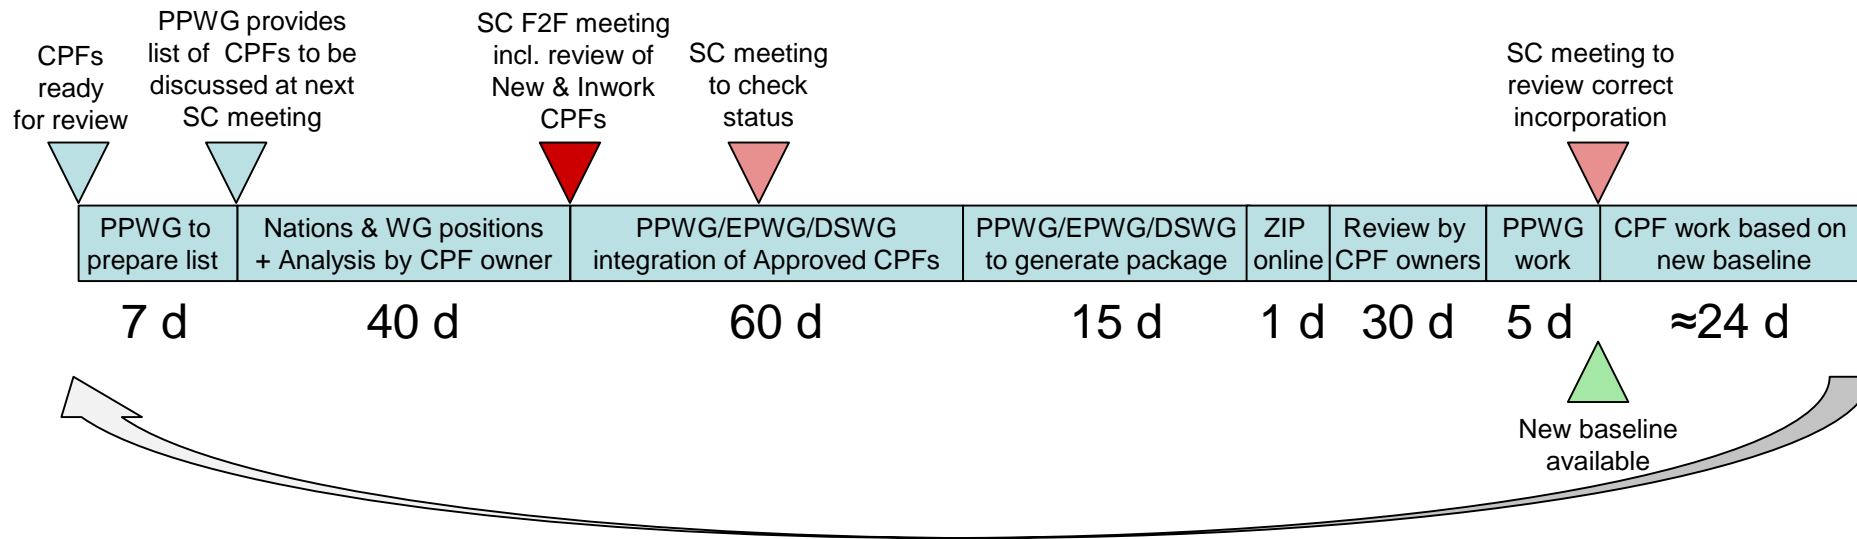 CPFs
ready
for review
PPWG provides
list of CPFs to be
discussed at next
SC meeting
SC F2F meeting
incl. review of
New & Inwork
CPFs
SC meeting
to check
status
SC meeting to
review correct
incorporation
PPWG to
prepare list
Nations & WG positions
+ Analysis by CPF owner
PPWG/EPWG/DSWG
integration of Approved CPFs
PPWG/EPWG/DSWG
to generate package
ZIP
online
Review by
CPF owners
PPWG
work
CPF work based on
new baseline
7 d
40 d
60 d
15 d
1 d
30 d
5 d
≈24 d
New baseline
available